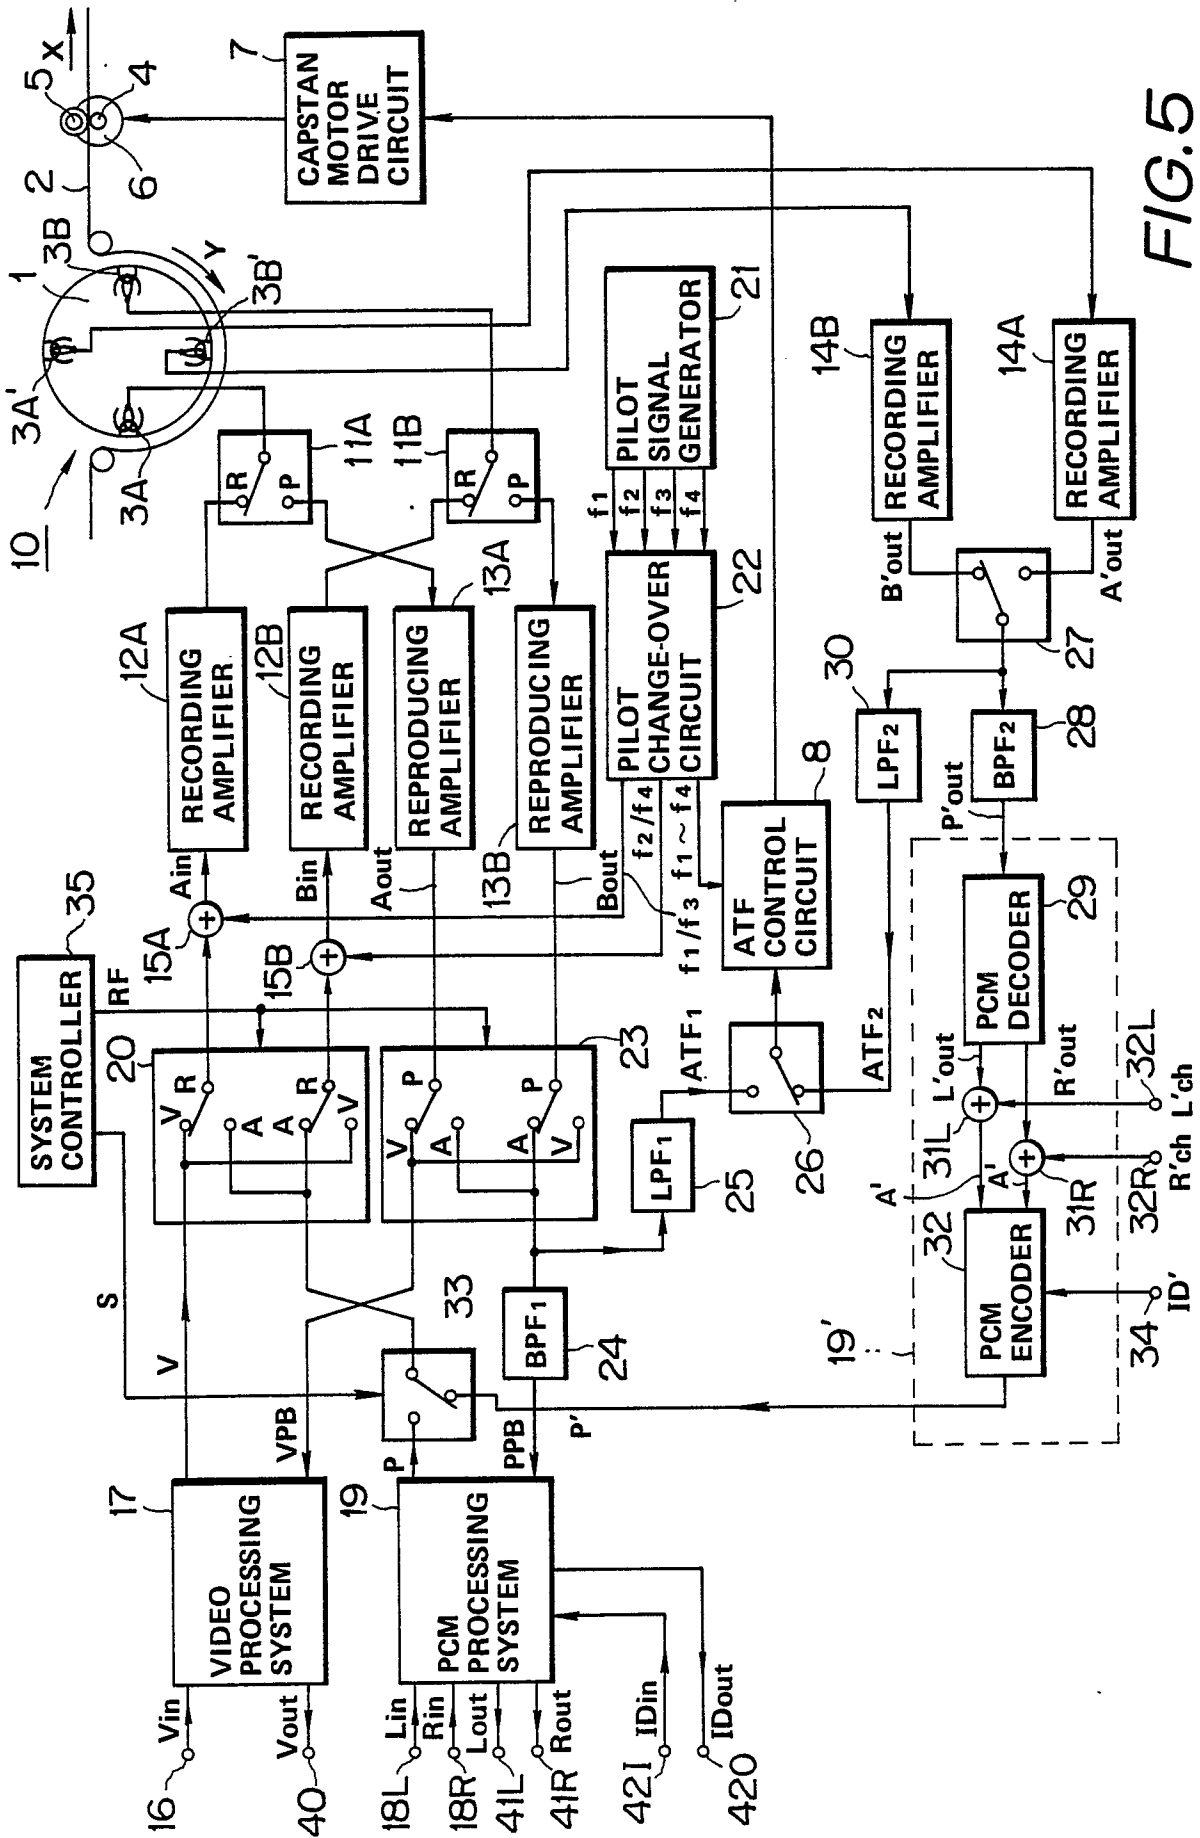 FIG.5
10
3A'
1
3B
2
5
X
4
6
7
CAPSTAN
MOTOR
DRIVE
CIRCUIT
Y
3B'
3A
11A
R
P
11B
R
P
12A
RECORDING
AMPLIFIER
12B
RECORDING
AMPLIFIER
13A
REPRODUCING
AMPLIFIER
13B
REPRODUCING
AMPLIFIER
Ain
Bin
Aout
Bout
15A
+
15B
+
35
SYSTEM
CONTROLLER
RF
S
20
V
R
A
A
R
V
23
V
P
A
A
P
V
PILOT
SIGNAL
GENERATOR
21
f1
f2
f3
f4
PILOT
CHANGE-OVER
CIRCUIT
22
f2/f4
f1~f4
f1/f3
ATF
CONTROL
CIRCUIT
8
14B
RECORDING
AMPLIFIER
14A
RECORDING
AMPLIFIER
B'out
A'out
27
30
LPF2
BPF2
28
P'out
ATF1
ATF2
26
LPF1
25
BPF1
24
33
17
VIDEO
PROCESSING
SYSTEM
V
VPB
19
PCM
PROCESSING
SYSTEM
P
PPB
P'
16
Vin
Vout
40
18L
Lin
18R
Rin
41L
Lout
41R
Rout
42I
IDin
42O
IDout
19'
PCM
DECODER
29
L'out
R'out
31L
+
31R
+
A'
A'
32
PCM
ENCODER
32L
L'ch
32R
R'ch
34
ID'